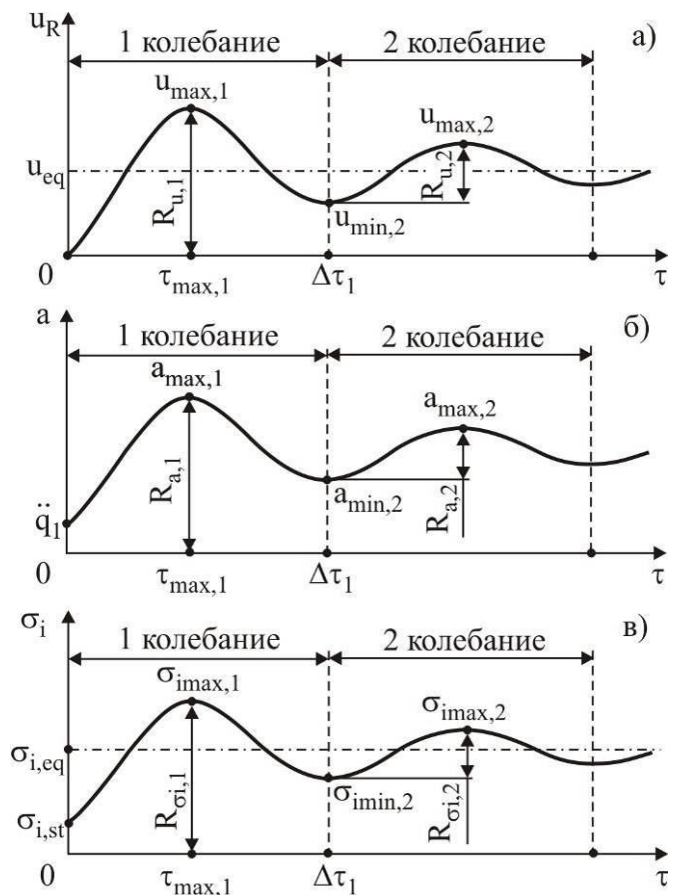 u_R а)
1 колебание 2 колебание
u_max,1
u_max,2
u_eq
R_u,1
R_u,2
u_min,2
0 τ_max,1 Δτ_1 τ
a б)
1 колебание 2 колебание
a_max,1
a_max,2
R_a,1
a_min,2
R_a,2
q̈_1
0 τ_max,1 Δτ_1 τ
σ_i в)
1 колебание 2 колебание
σ_imax,1
σ_imax,2
σ_i,eq
R_σi,1
σ_imin,2
R_σi,2
σ_i,st
0 τ_max,1 Δτ_1 τ